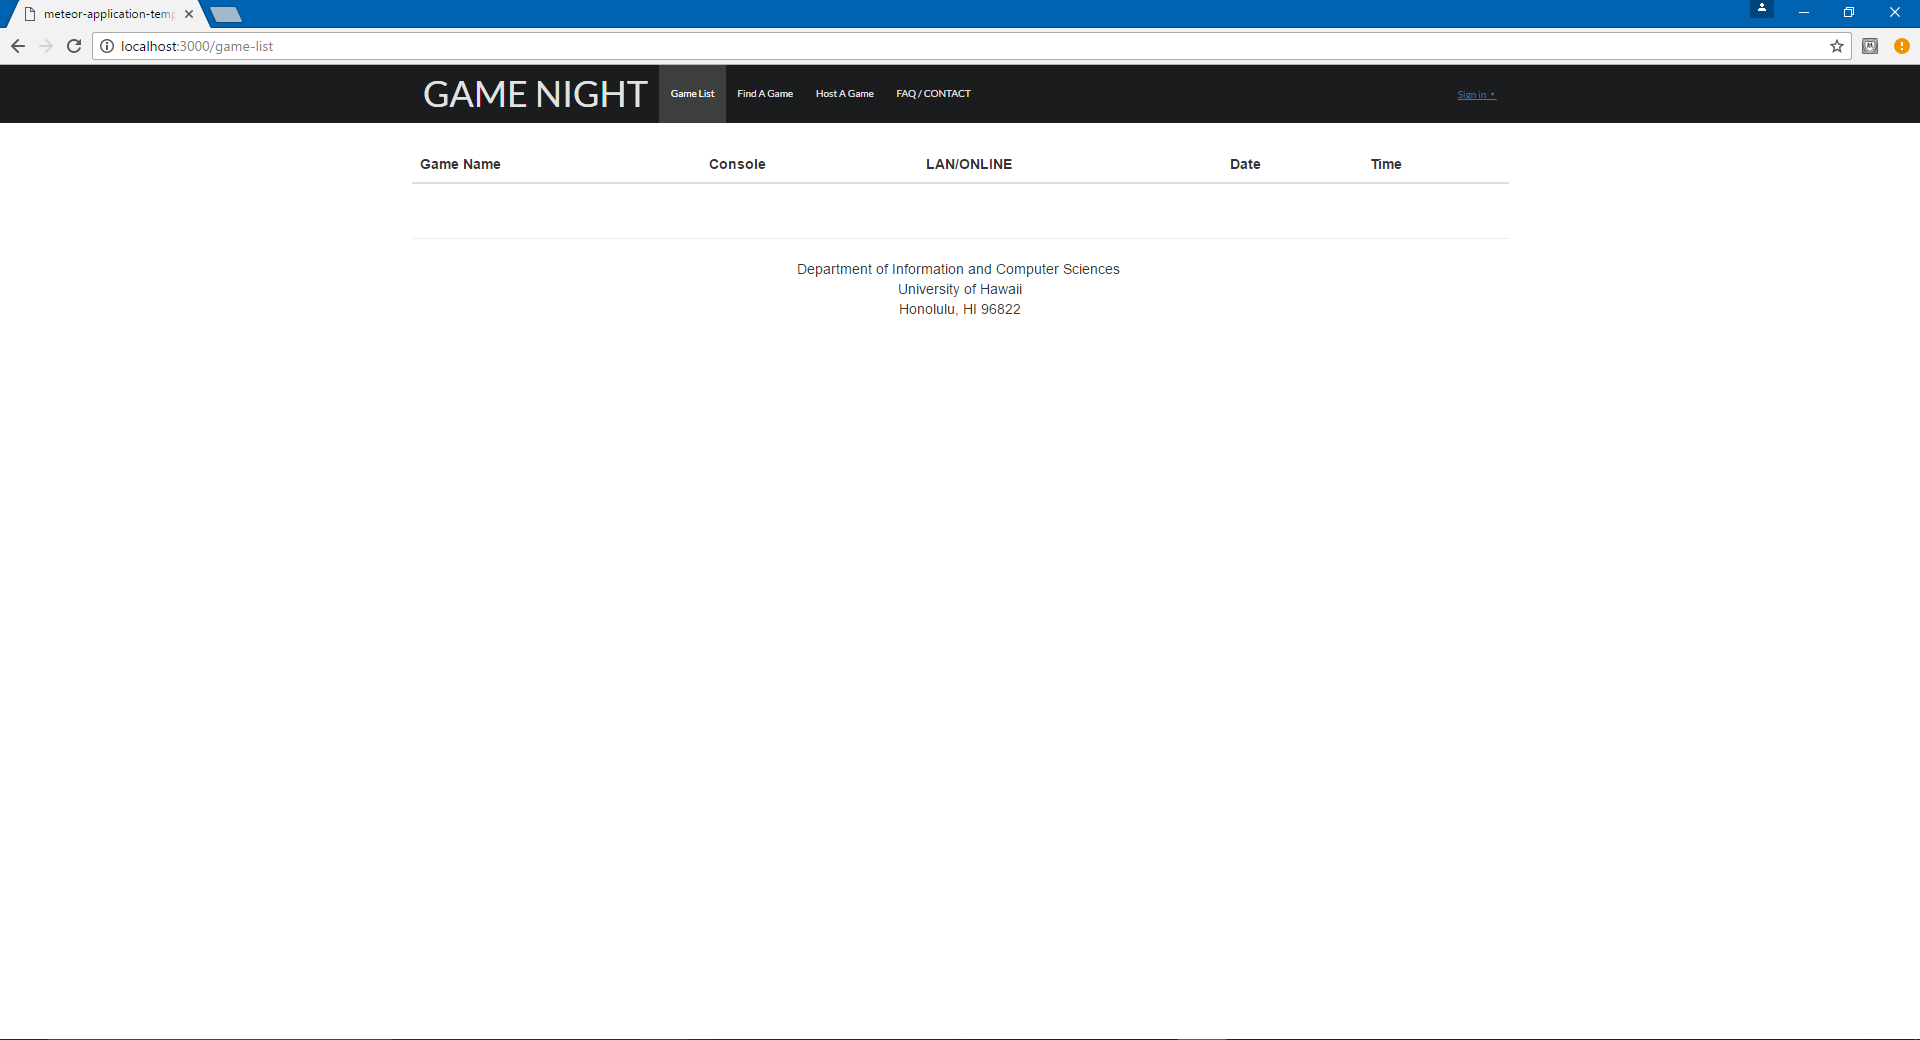 meteor-application-temp
localhost:3000/game-list
GAME NIGHT Game List Find A Game Host A Game FAQ / CONTACT Sign in
Game Name Console LAN/ONLINE Date Time
Department of Information and Computer Sciences
University of Hawaii
Honolulu, HI 96822